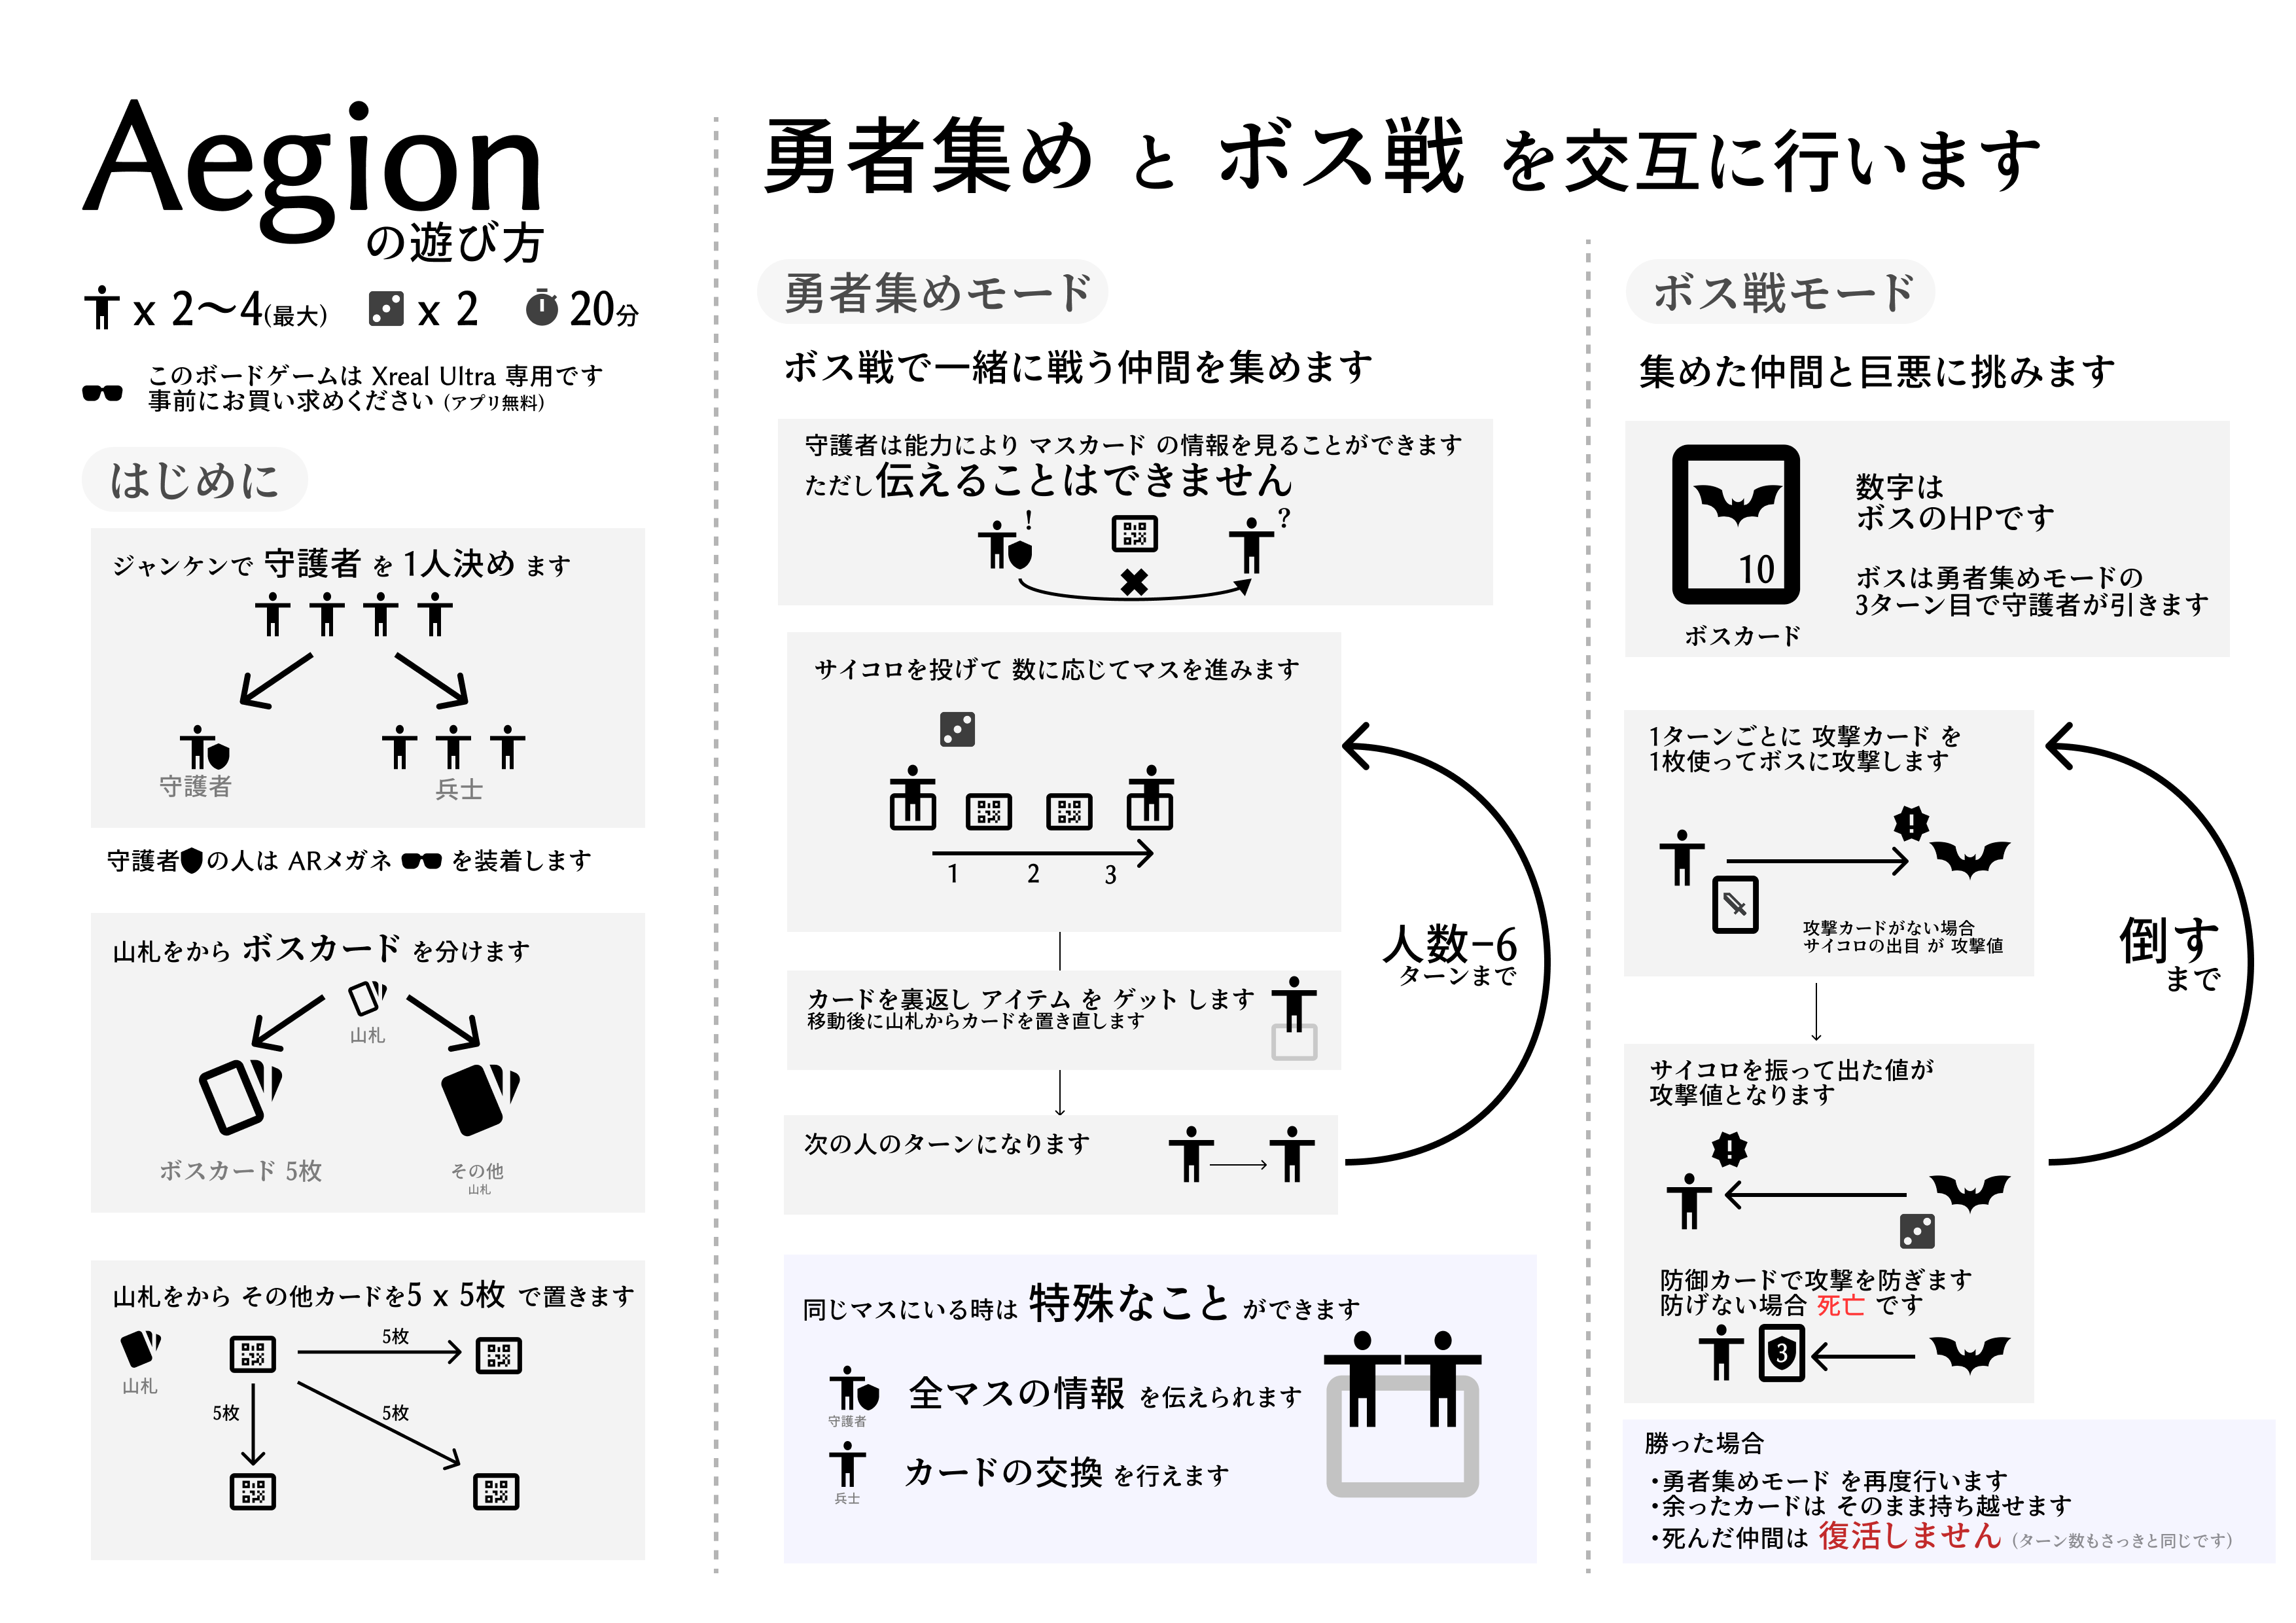 Aegion
の遊び方
x 2〜4(最大) x 2 20分
このボードゲームは Xreal Ultra 専用です
事前にお買い求めください (アプリ無料)
はじめに
ジャンケンで 守護者 を 1人決め ます
守護者
兵士
守護者の人は ARメガネ を装着します
山札をから ボスカード を分けます
山札
ボスカード 5枚
その他
山札
山札をから その他カードを5 x 5枚 で置きます
山札
5枚
5枚
5枚
勇者集め と ボス戦 を交互に行います
勇者集めモード
ボス戦で一緒に戦う仲間を集めます
守護者は能力により マスカード の情報を見ることができます
ただし伝えることはできません
!
?
サイコロを投げて 数に応じてマスを進みます
1 2 3
カードを裏返し アイテム を ゲット します
移動後に山札からカードを置き直します
次の人のターンになります
人数-6
ターンまで
同じマスにいる時は 特殊なこと ができます
守護者
全マスの情報 を伝えられます
兵士
カードの交換 を行えます
ボス戦モード
集めた仲間と巨悪に挑みます
10
ボスカード
数字は
ボスのHPです
ボスは勇者集めモードの
3ターン目で守護者が引きます
1ターンごとに 攻撃カード を
1枚使ってボスに攻撃します
!
攻撃カードがない場合
サイコロの出目 が 攻撃値
サイコロを振って出た値が
攻撃値となります
!
防御カードで攻撃を防ぎます
防げない場合 死亡 です
3
倒す
まで
勝った場合
・勇者集めモード を再度行います
・余ったカードは そのまま持ち越せます
・死んだ仲間は 復活しません (ターン数もさっきと同じです)